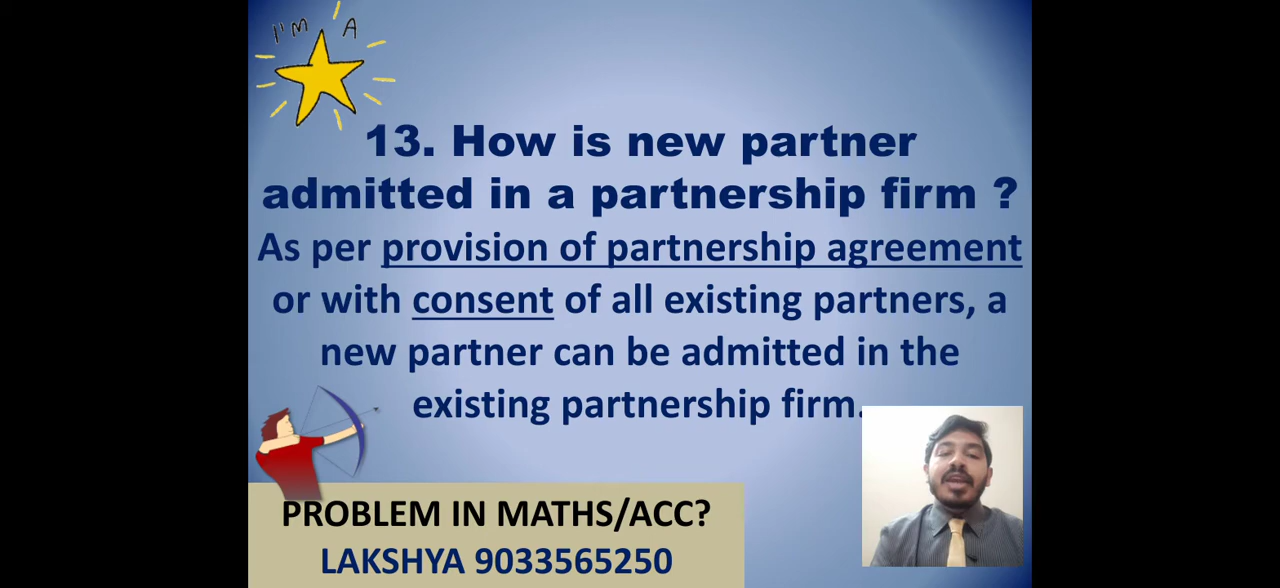 I'M A
13. How is new partner
admitted in a partnership firm ?
As per provision of partnership agreement
or with consent of all existing partners, a
new partner can be admitted in the
existing partnership firm.
PROBLEM IN MATHS/ACC?
LAKSHYA 9033565250